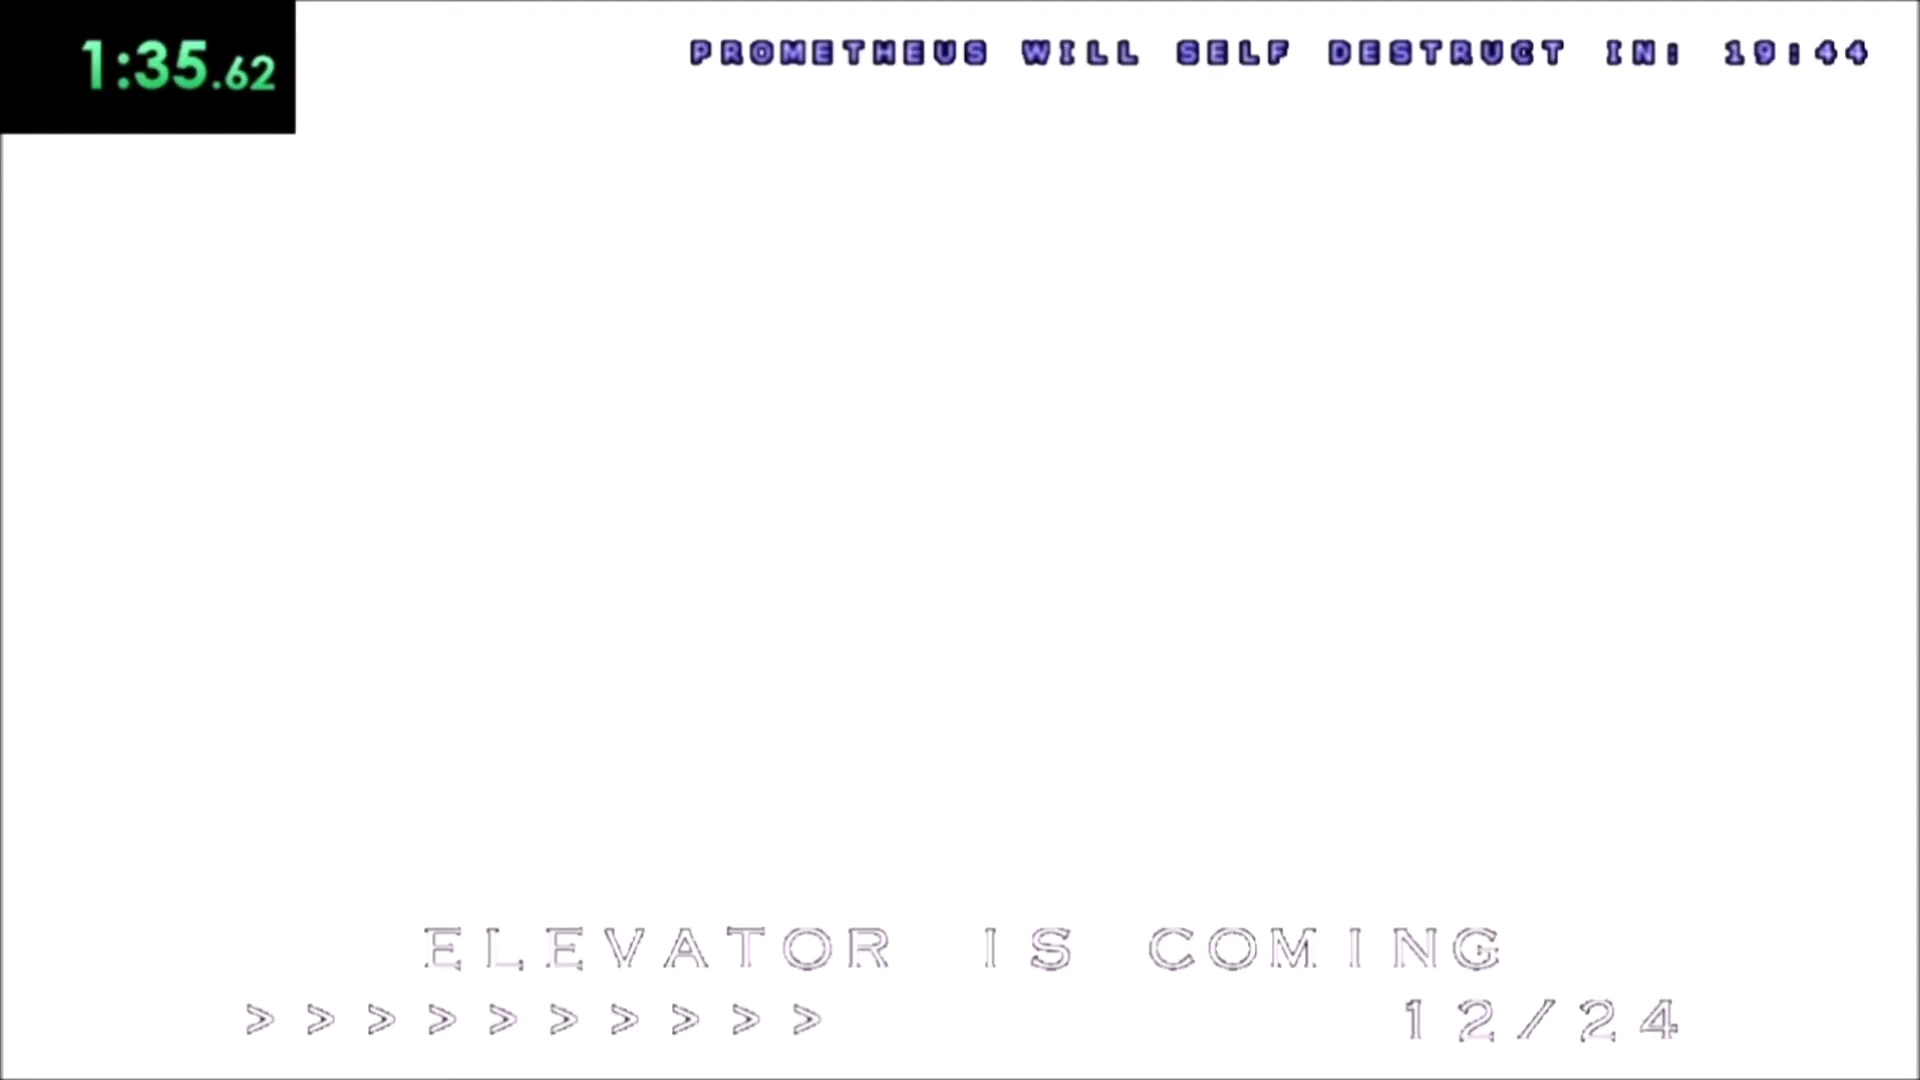 1:35.62
PROMETHEUS WILL SELF DESTRUCT IN: 19:44
ELEVATOR IS COMING
>>>>>>>>>> 12/24